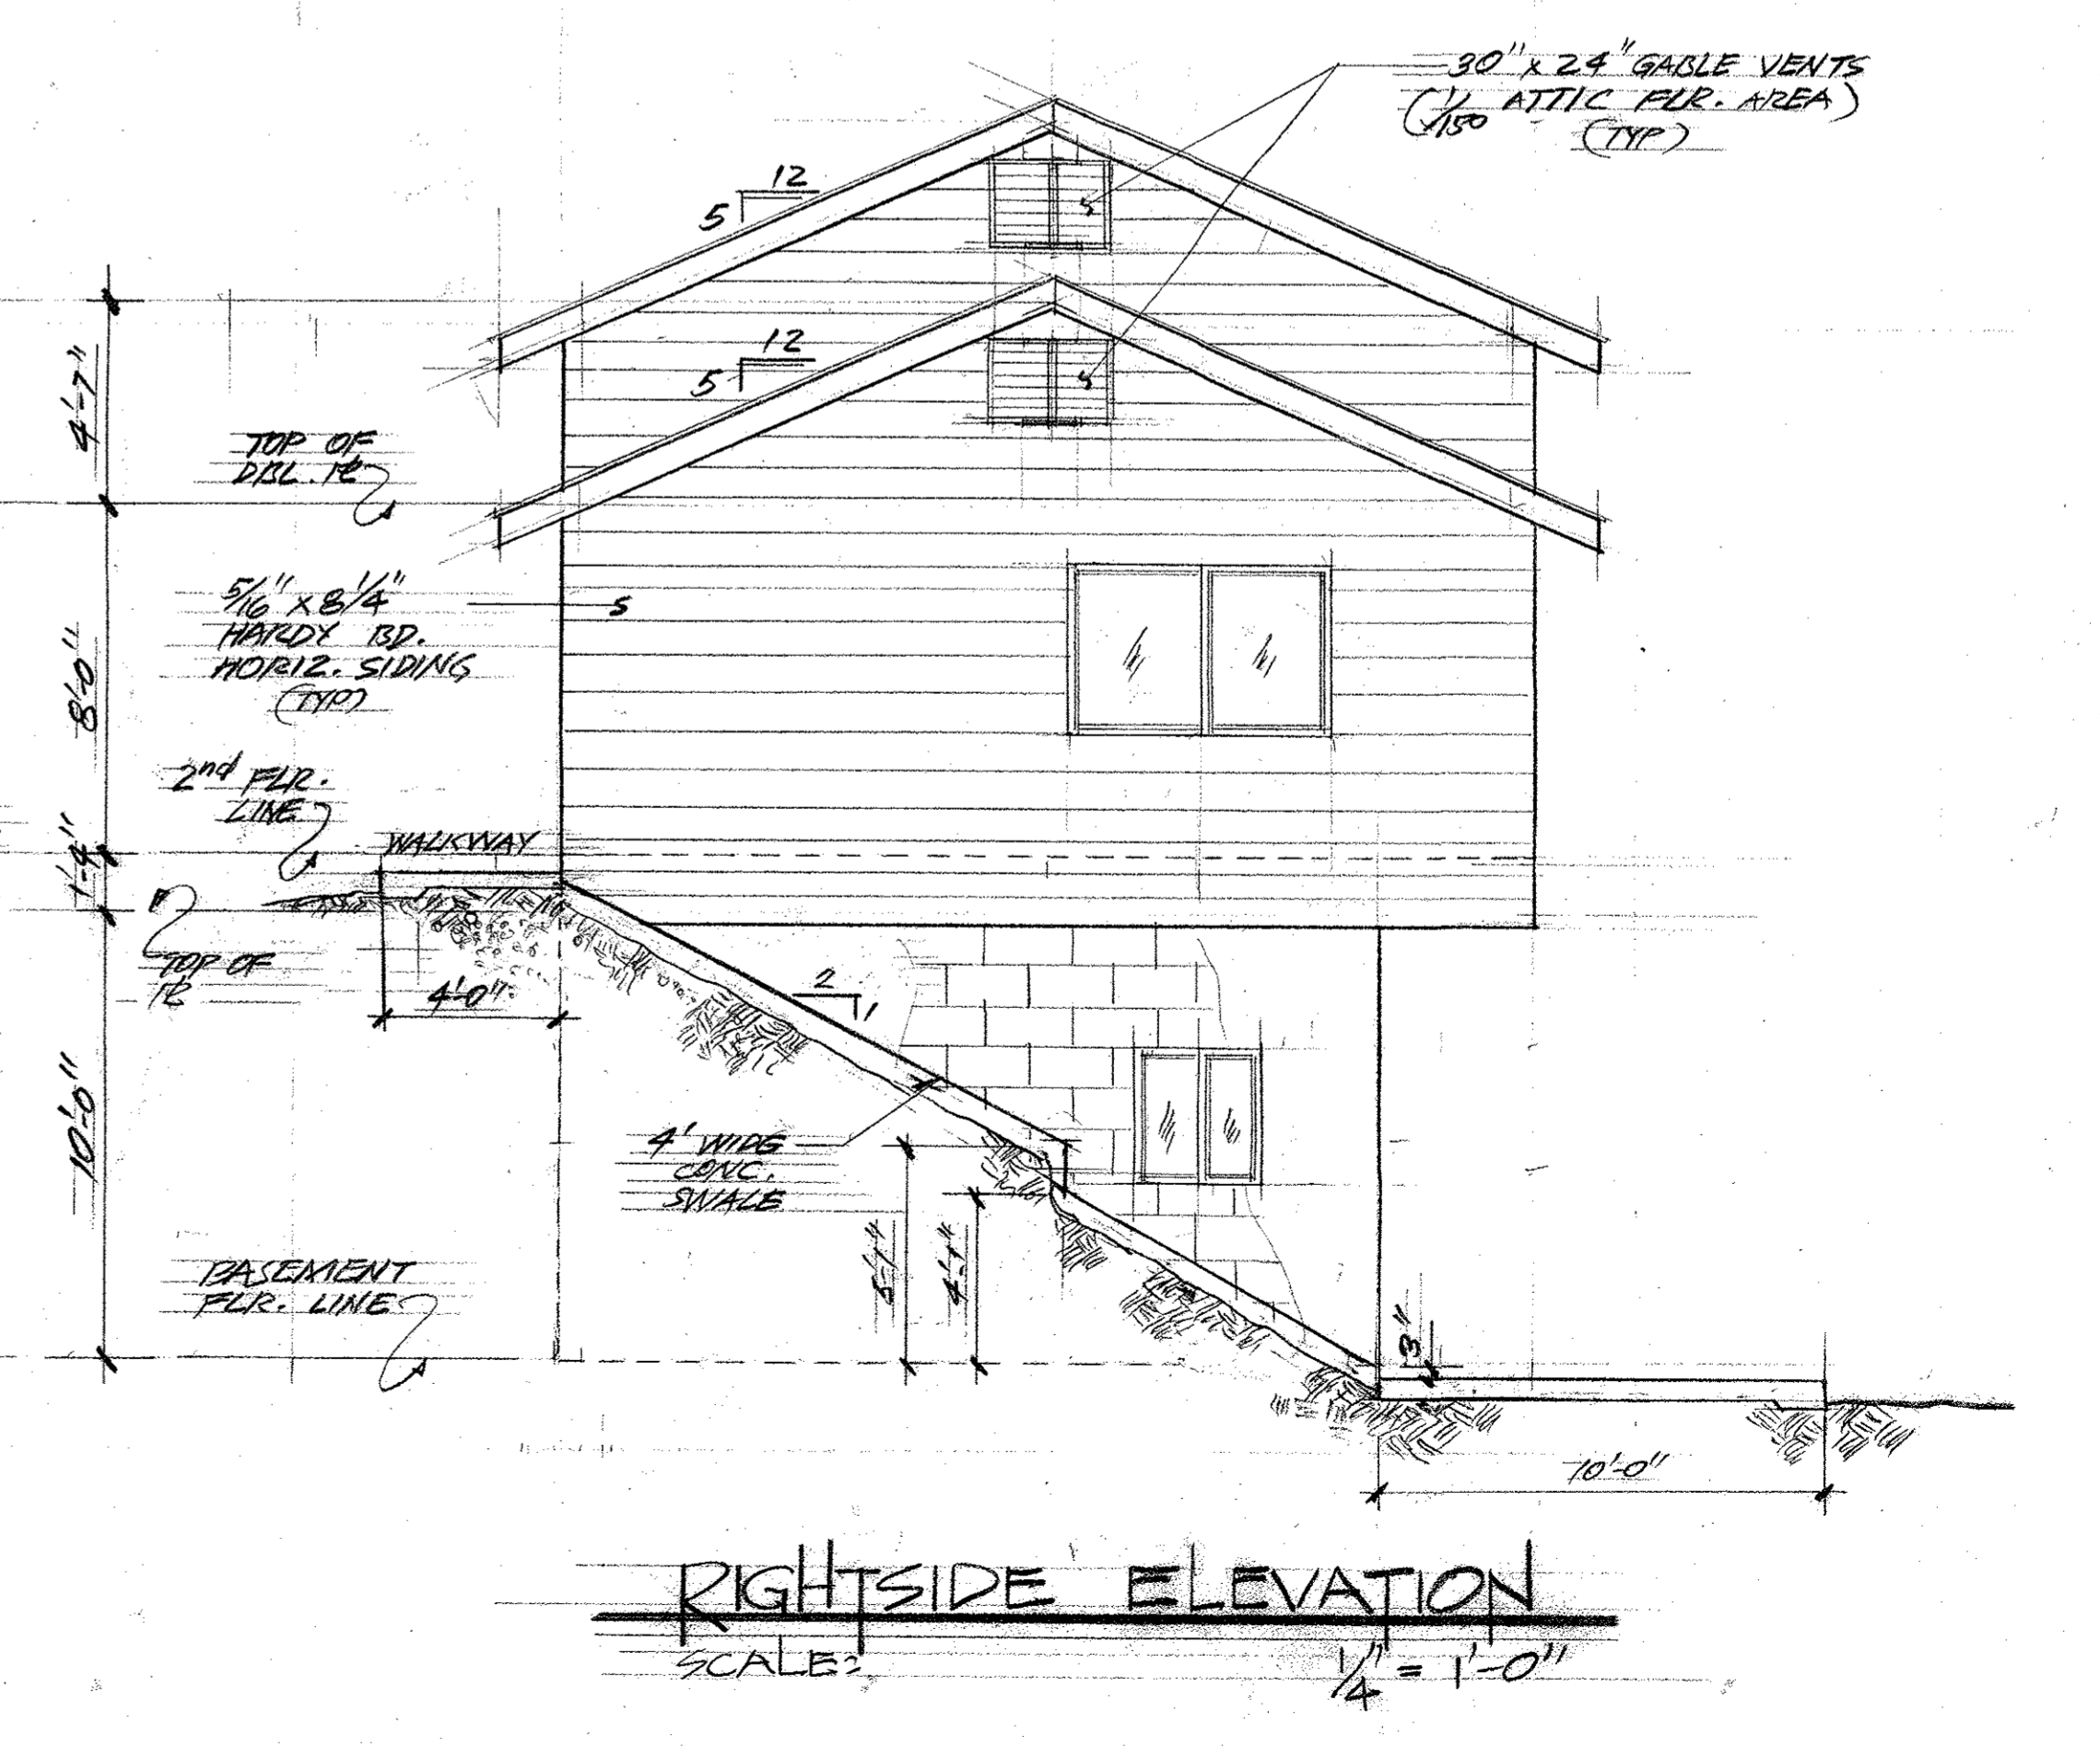 30" x 24" GABLE VENTS
(1/150 ATTIC FLR. AREA)
(TYP)
12
5
12
5
4'-7"
TOP OF
DBL. PL
5/16" x 8 1/4"
HARDY BD.
HORIZ. SIDING
(TYP)
8'-0"
2nd FLR.
LINE
WALKWAY
1'-4"
TOP OF
PL
4'-0"
2
1
10'-0"
4' WIDE
CONC.
SWALE
5'-1"
4'-1"
BASEMENT
FLR. LINE
3"
10'-0"
RIGHTSIDE ELEVATION
SCALE: 1/4" = 1'-0"